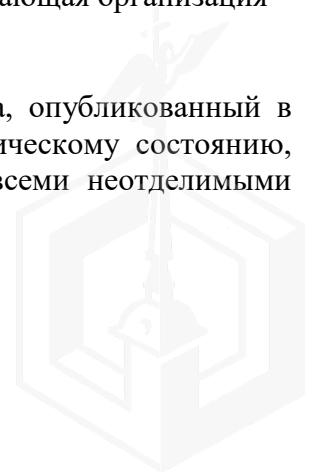 ающая организация
а, опубликованный в
ическому состоянию,
всеми неотделимыми